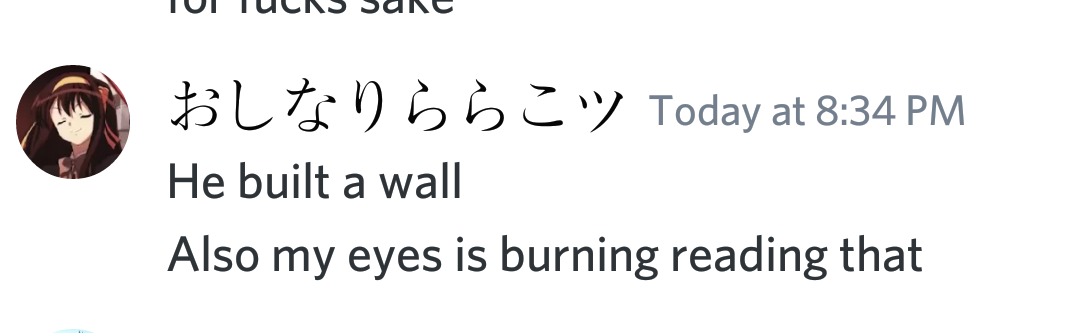 for fucks sake
おしなりららこツ Today at 8:34 PM
He built a wall
Also my eyes is burning reading that